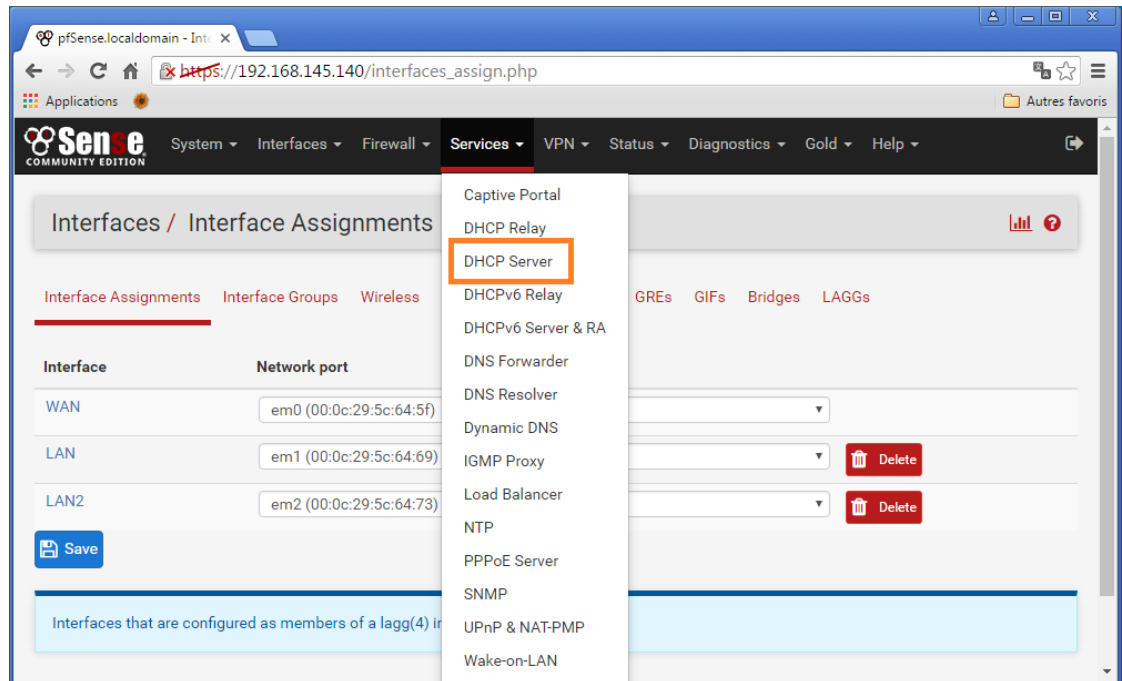 pfSense.localdomain - Inte
https://192.168.145.140/interfaces_assign.php
Applications
Autres favoris
Sense
COMMUNITY EDITION
System Interfaces Firewall Services VPN Status Diagnostics Gold Help
Captive Portal
DHCP Relay
DHCP Server
DHCPv6 Relay
DHCPv6 Server & RA
DNS Forwarder
DNS Resolver
Dynamic DNS
IGMP Proxy
Load Balancer
NTP
PPPoE Server
SNMP
UPnP & NAT-PMP
Wake-on-LAN
Interfaces / Interface Assignments
Interface Assignments Interface Groups Wireless GREs GIFs Bridges LAGGs
Interface Network port
WAN em0 (00:0c:29:5c:64:5f)
LAN em1 (00:0c:29:5c:64:69) Delete
LAN2 em2 (00:0c:29:5c:64:73) Delete
Save
Interfaces that are configured as members of a lagg(4) in